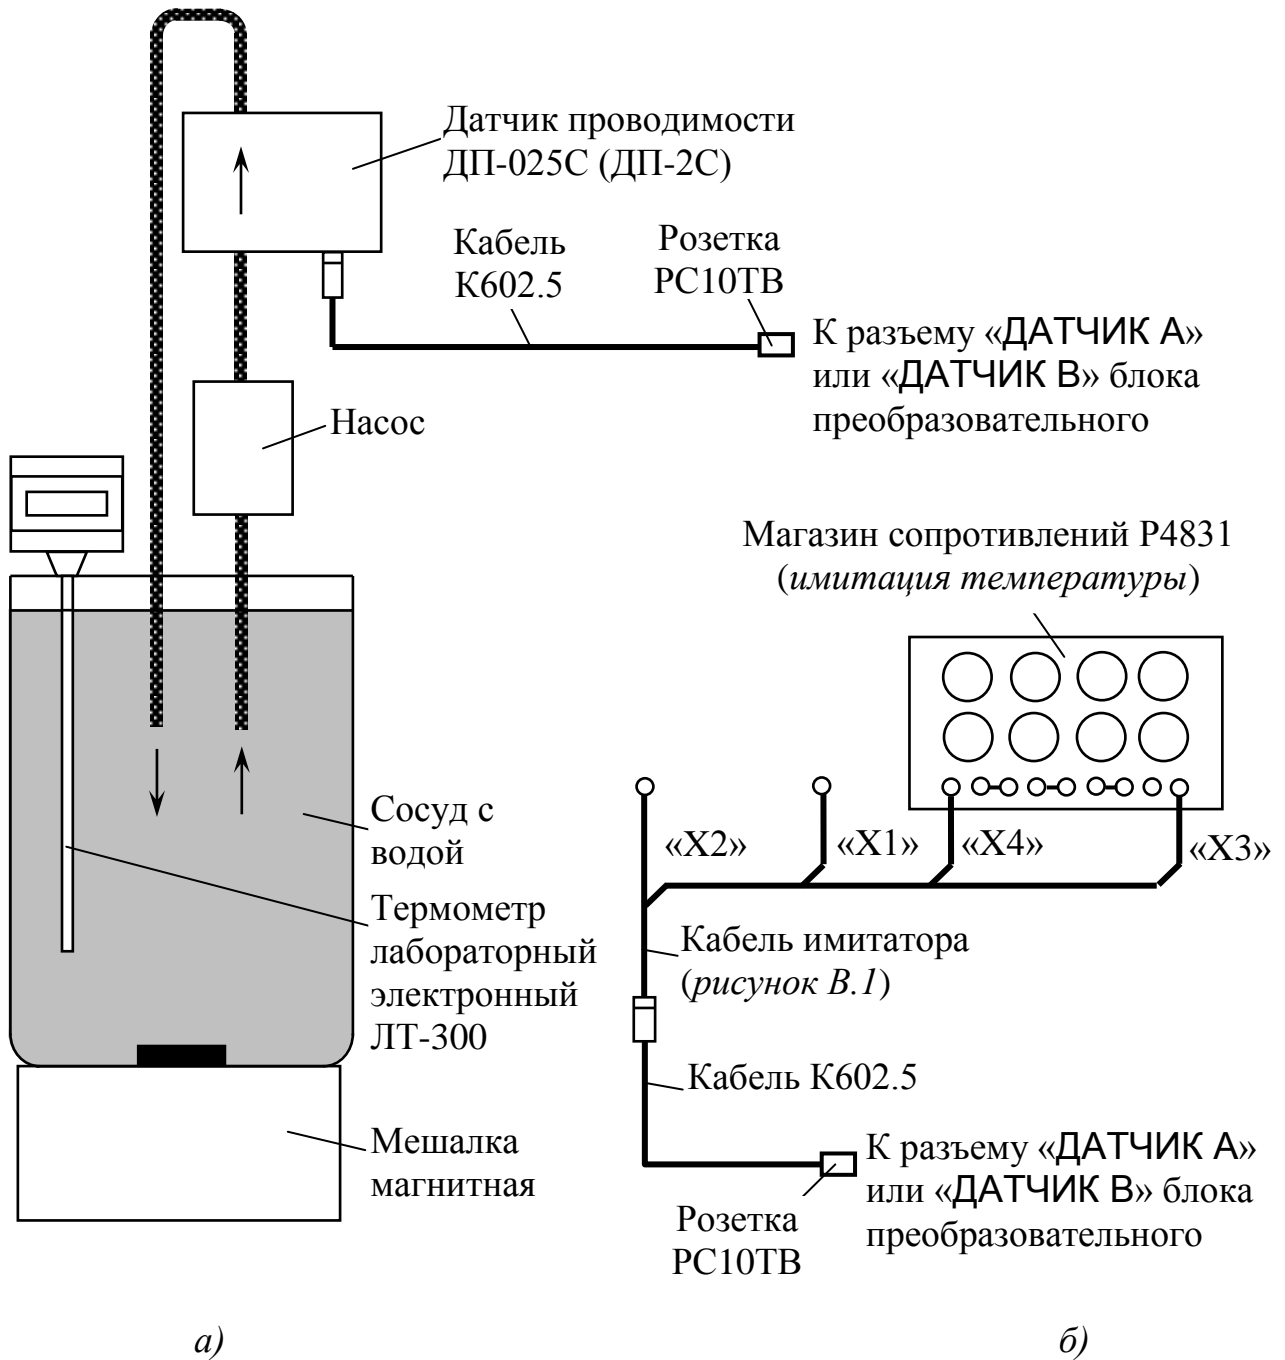 Датчик проводимости
ДП-025С (ДП-2С)
Кабель
К602.5
Розетка
РС10ТВ
К разъему «ДАТЧИК А»
или «ДАТЧИК В» блока
преобразовательного
Насос
Сосуд с
водой
Термометр
лабораторный
электронный
ЛТ-300
Мешалка
магнитная
а)
Магазин сопротивлений Р4831
(имитация температуры)
«Х2»
«Х1»
«Х4»
«Х3»
Кабель имитатора
(рисунок В.1)
Кабель К602.5
Розетка
РС10ТВ
К разъему «ДАТЧИК А»
или «ДАТЧИК В» блока
преобразовательного
б)